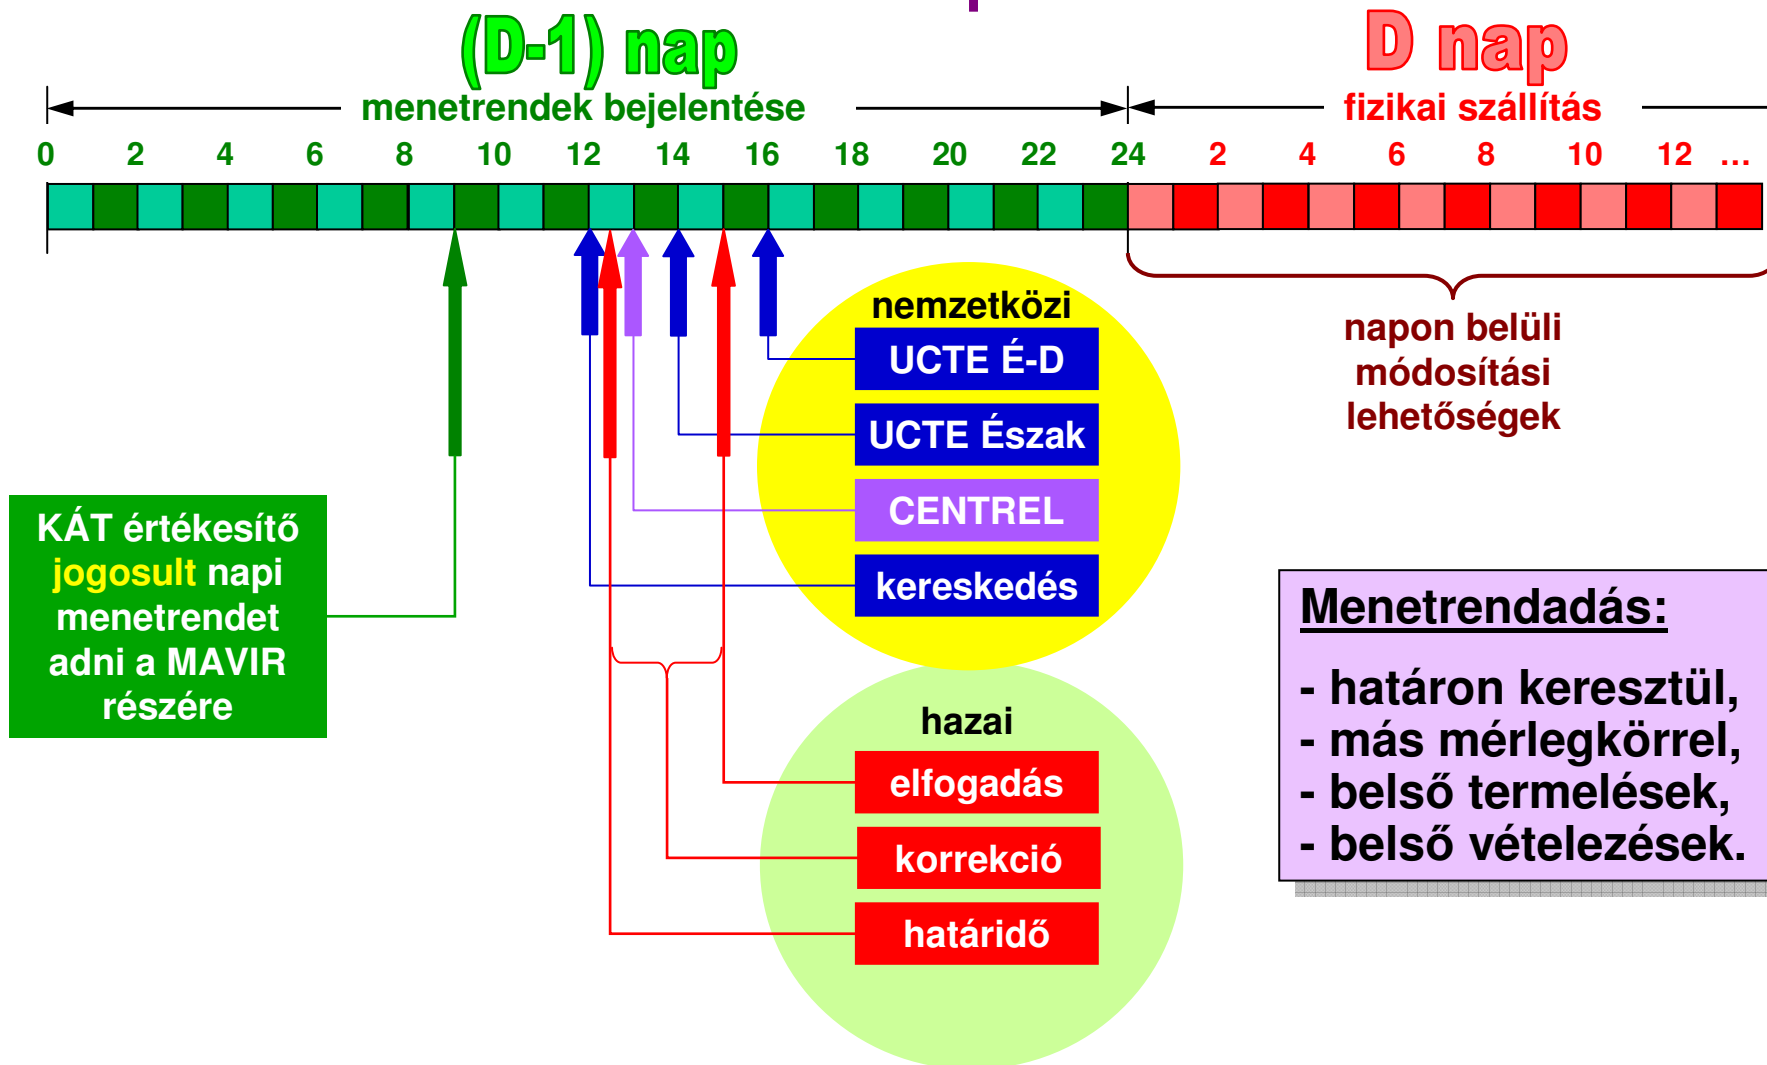 (D-1) nap
D nap
menetrendek bejelentése
fizikai szállítás
0 2 4 6 8 10 12 14 16 18 20 22 24 2 4 6 8 10 12 ...
nemzetközi
UCTE É-D
UCTE Észak
CENTREL
kereskedés
napon belüli
módosítási
lehetőségek
KÁT értékesítő
jogosult napi
menetrendet
adni a MAVIR
részére
hazai
elfogadás
korrekció
határidő
Menetrendadás:
- határon keresztül,
- más mérlegkörrel,
- belső termelések,
- belső vételezések.